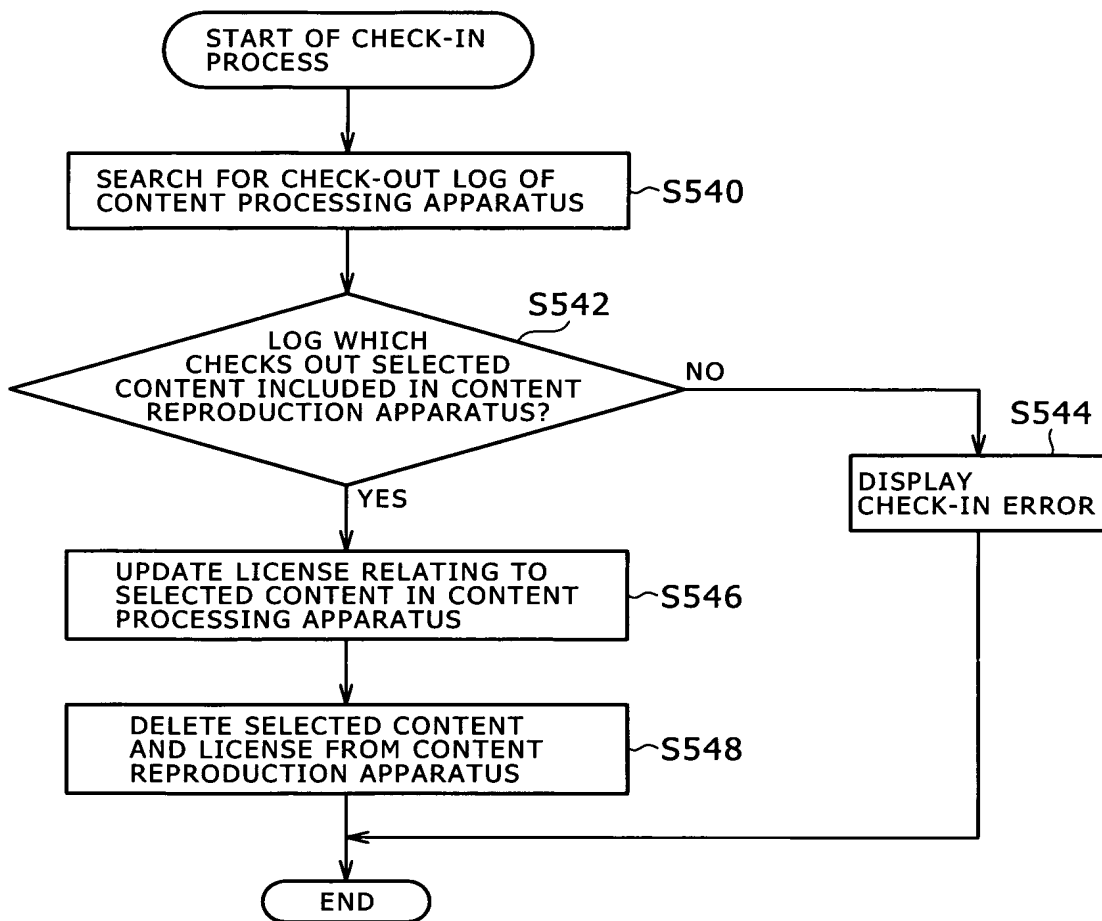 START OF CHECK-IN
PROCESS
SEARCH FOR CHECK-OUT LOG OF
CONTENT PROCESSING APPARATUS
S540
S542
LOG WHICH
CHECKS OUT SELECTED
CONTENT INCLUDED IN CONTENT
REPRODUCTION APPARATUS?
NO
S544
DISPLAY
CHECK-IN ERROR
YES
UPDATE LICENSE RELATING TO
SELECTED CONTENT IN CONTENT
PROCESSING APPARATUS
S546
DELETE SELECTED CONTENT
AND LICENSE FROM CONTENT
REPRODUCTION APPARATUS
S548
END